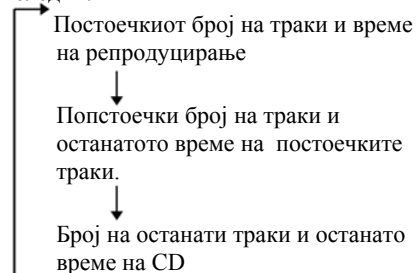 Постоечкиот број на траки и време
на репродуцирање
Попстоечки број на траки и
останатото време на постоечките
траки.
Број на останати траки и останато
време на CD